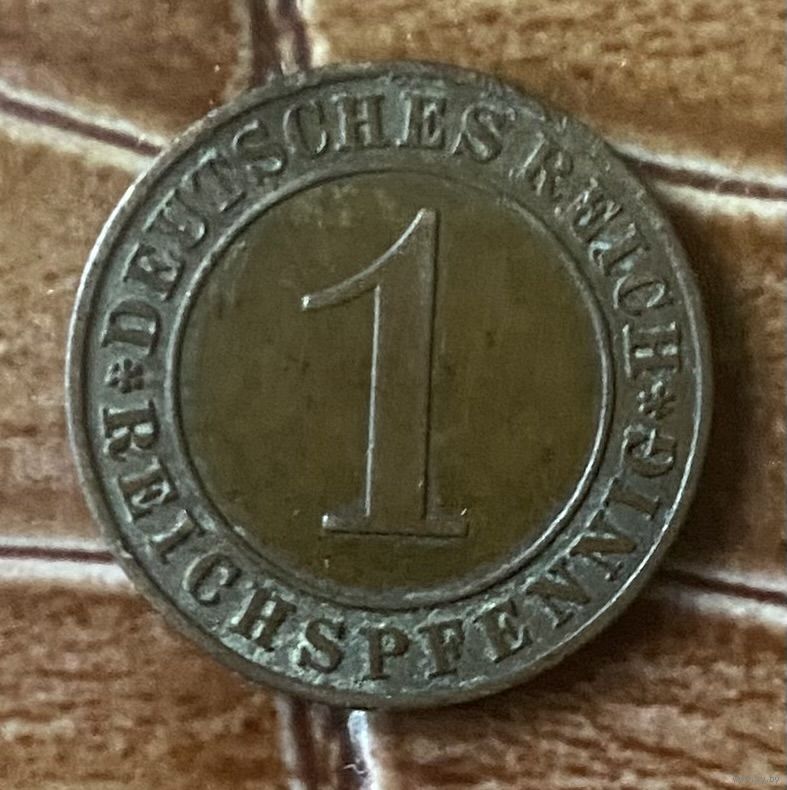 DEUTSCHES REICH
1
* REICHSPFENNIG *